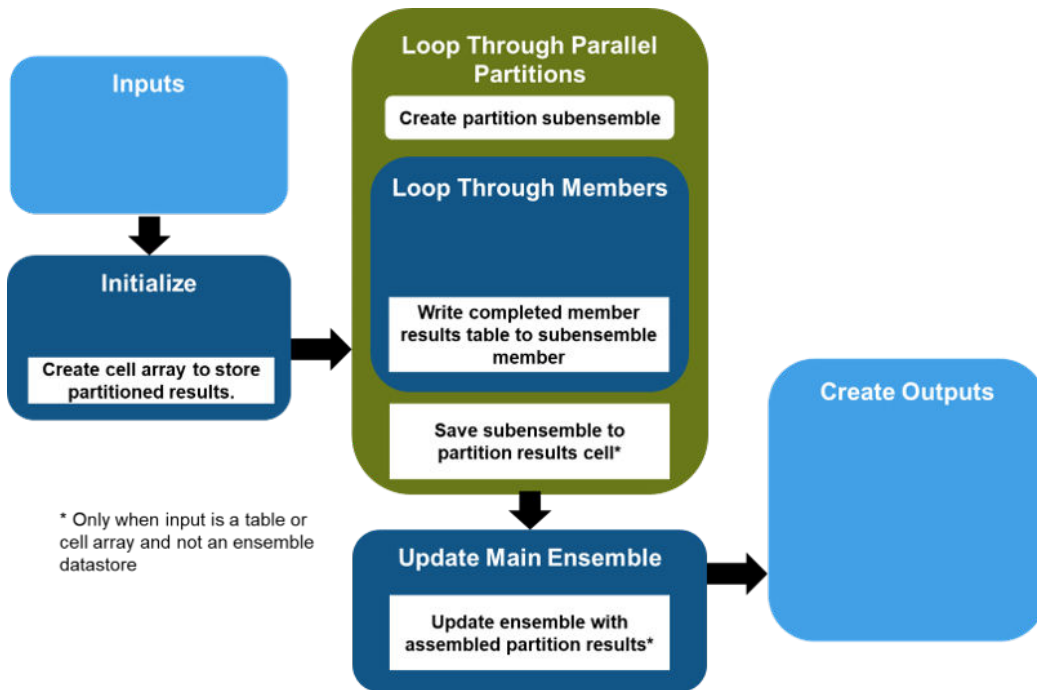 Inputs
Initialize
Create cell array to store
partitioned results.
* Only when input is a table or
cell array and not an ensemble
datastore
Loop Through Parallel
Partitions
Create partition subensemble
Loop Through Members
Write completed member
results table to subensemble
member
Save subensemble to
partition results cell*
Update Main Ensemble
Update ensemble with
assembled partition results*
Create Outputs